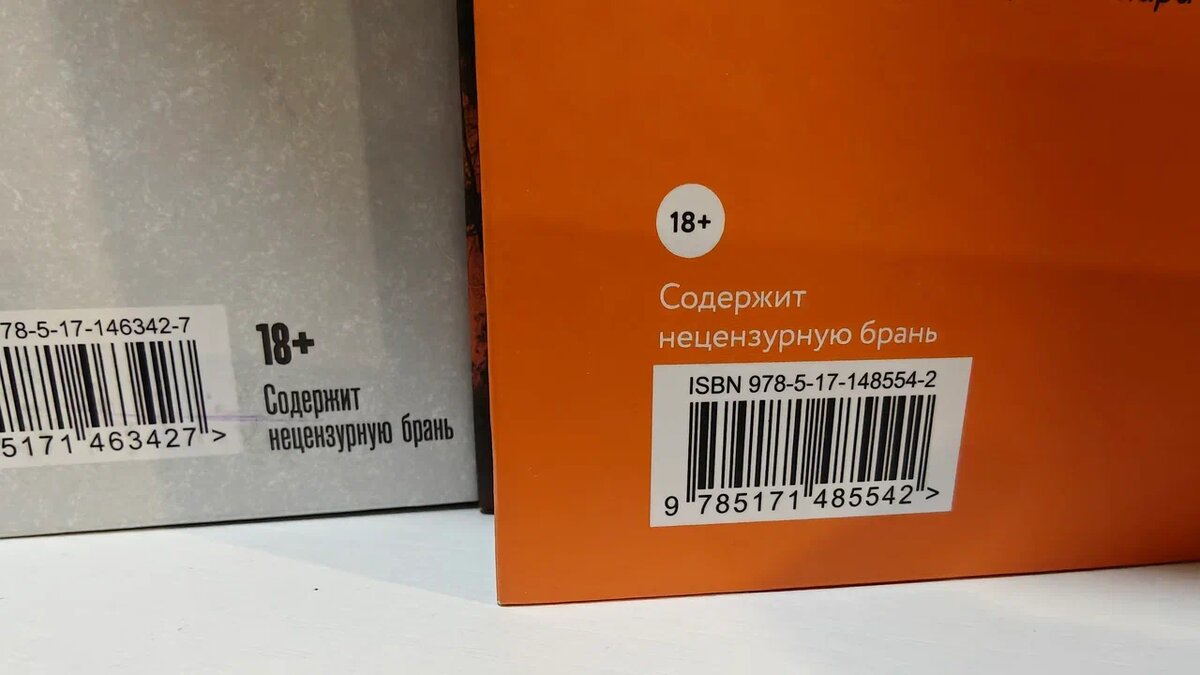 78-5-17-146342-7
5171 463427 >
18+
Содержит
нецензурную брань
18+
Содержит
нецензурную брань
ISBN 978-5-17-148554-2
9 785171 485542 >